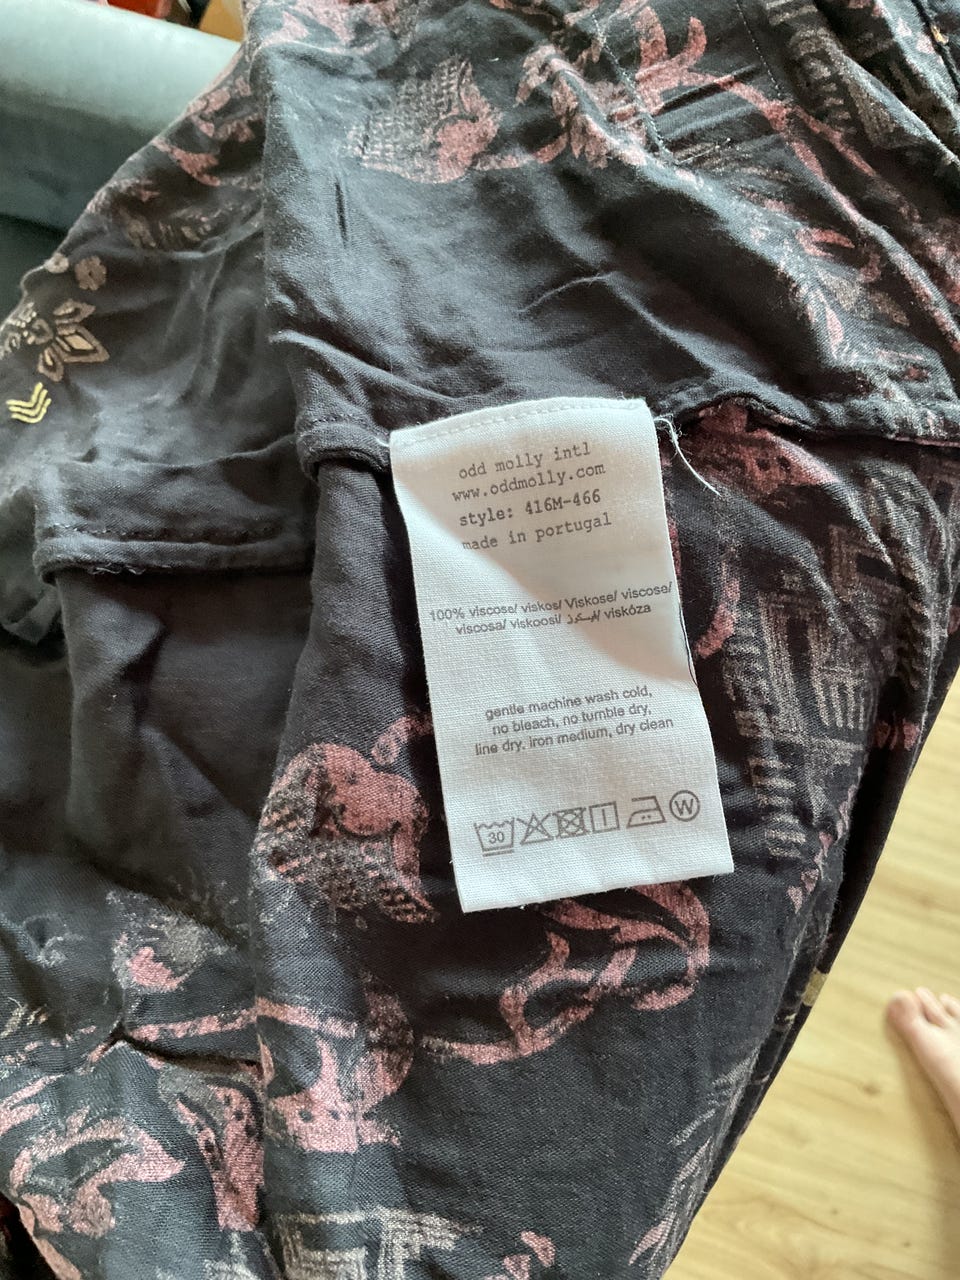 odd molly intl
www.oddmolly.com
style: 416M-466
made in portugal
100% viscose/ viskos/ Viskose/ viscose/
viscosa/ viskoosi/ فيسكوز/ viskóza
gentle machine wash cold,
no bleach, no tumble dry,
line dry, iron medium, dry clean
30
W